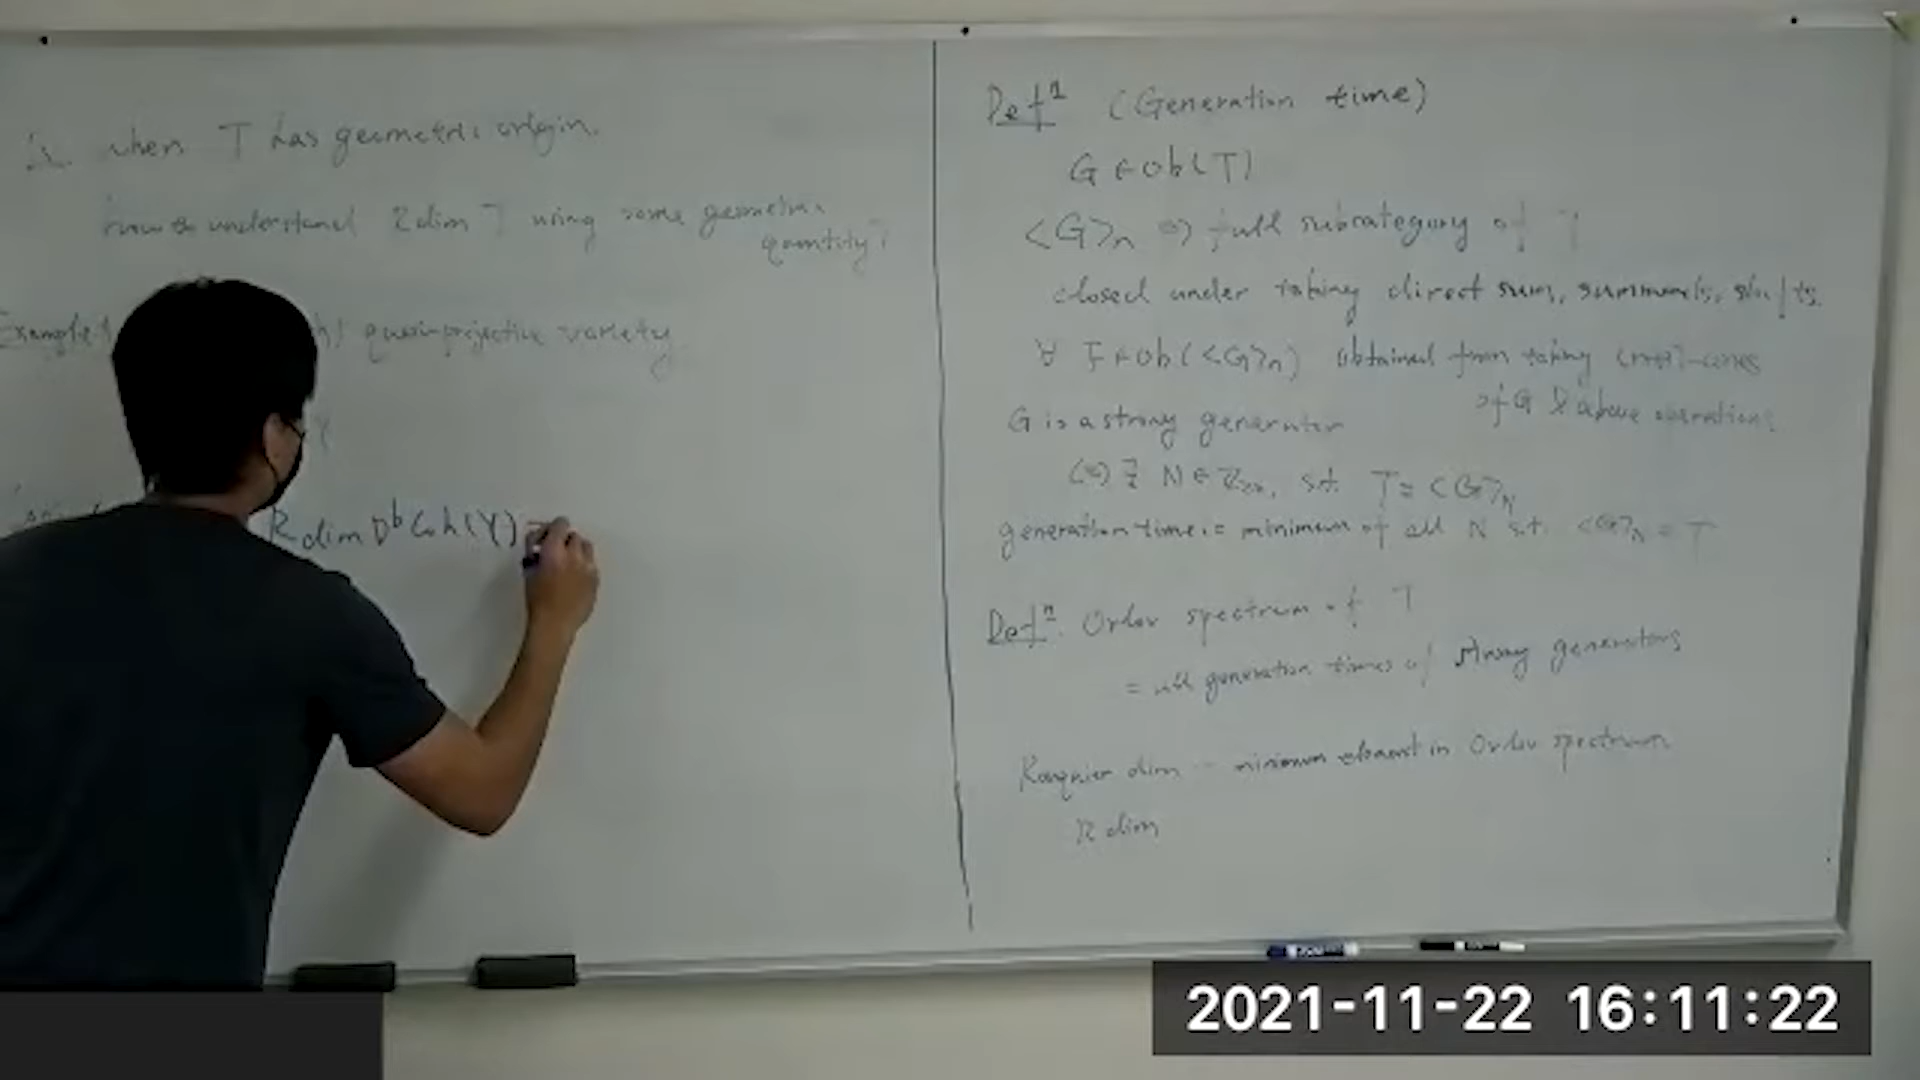 when T has geometric origin.
how to understand Rdim T using some geometric
quantity?
Example quasi-projective variety
Rdim D^b Coh(Y) =
Def^n (Generation time)
G ∈ Ob(T)
<G>_n => full subcategory of T
closed under taking direct sum, summands, shifts.
∀ F ∈ Ob(<G>_n) obtained from taking (n+1)-cones
of G & above operations
G is a strong generator
<=> ∃ N ∈ Z≥0, s.t. T = <G>_N
generation time := minimum of all N s.t. <G>_N = T
Def^n. Orlov spectrum of T
= all generation times of strong generators
Rouquier dim = minimum element in Orlov spectrum
R dim
2021-11-22 16:11:22